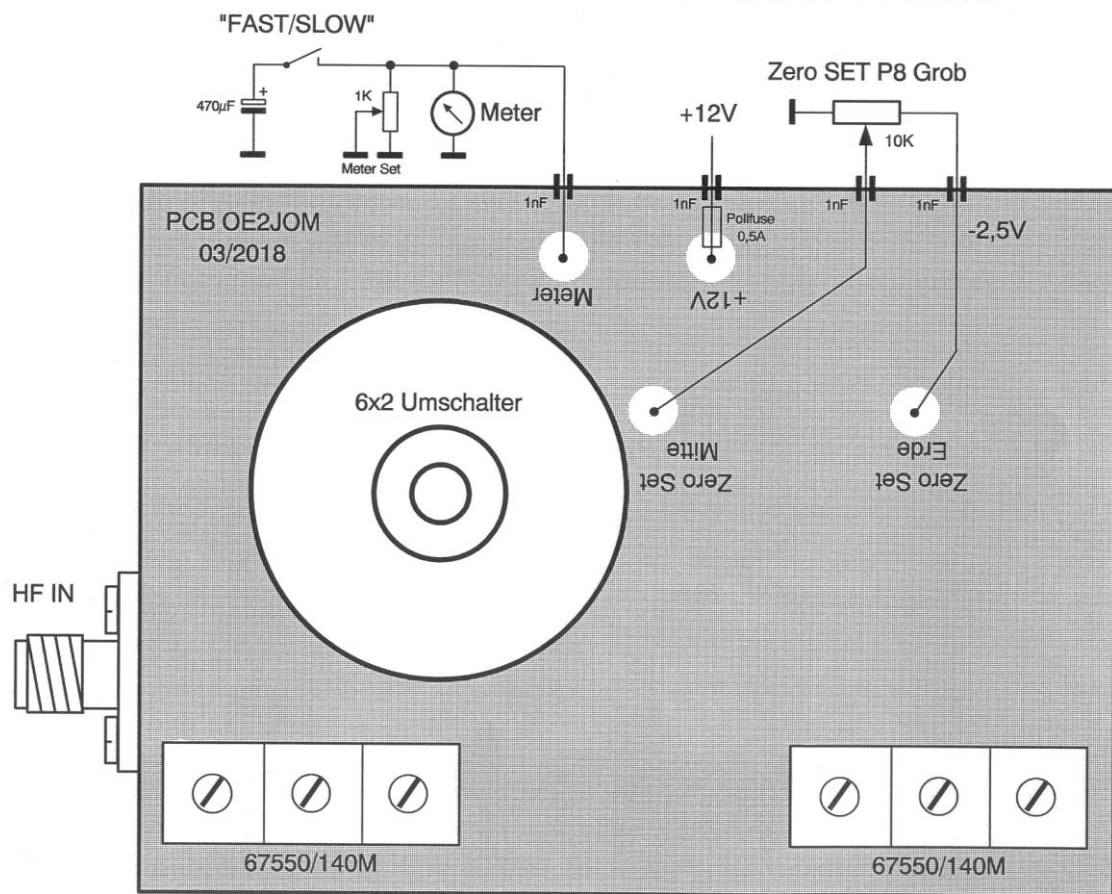 "FAST/SLOW"
470µF
+
1K
Meter
Meter Set
+12V
Zero SET P8 Grob
10K
1nF
1nF
1nF
1nF
Polifuse
0,5A
-2,5V
PCB OE2JOM
03/2018
Meter
+12V
6x2 Umschalter
Mitte
Zero Set
Erde
Zero Set
HF IN
67550/140M
67550/140M